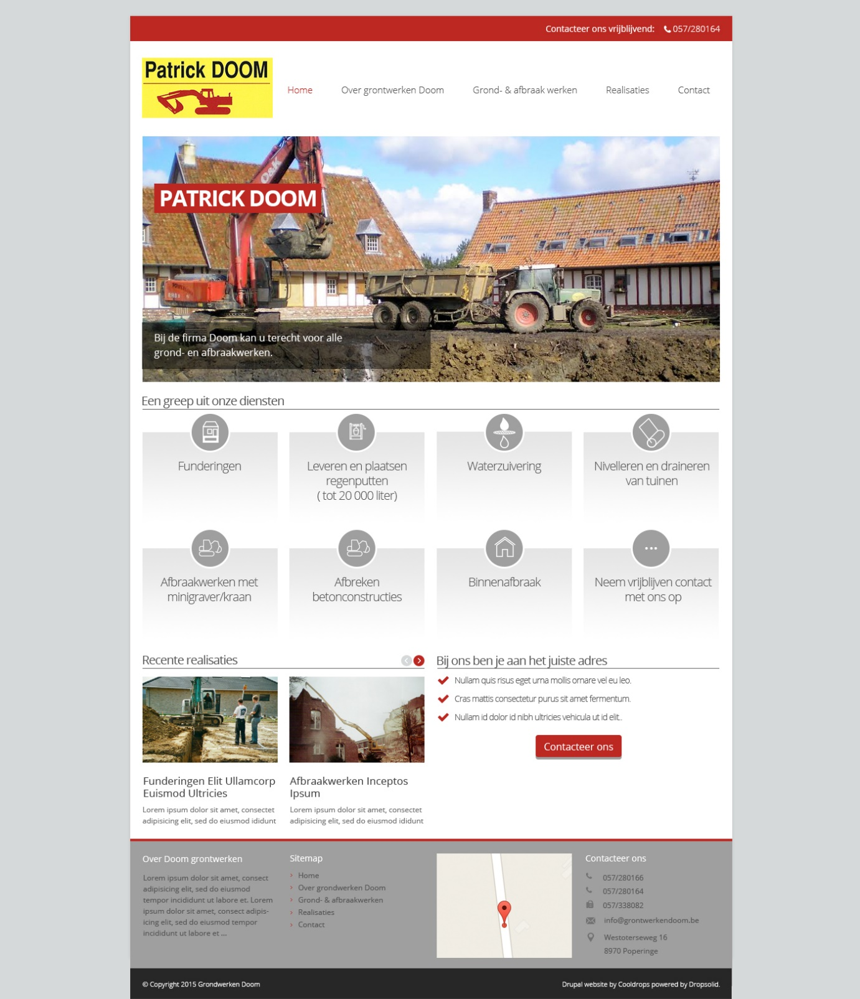 Contacteer ons vrijblijvend: 057/280164
Patrick DOOM
Home Over grontwerken Doom Grond- & afbraak werken Realisaties Contact
O&K
PATRICK DOOM
Bij de firma Doom kan u terecht voor alle
grond- en afbraakwerken.
Een greep uit onze diensten
Funderingen
Leveren en plaatsen
regenputten
( tot 20 000 liter)
Waterzuivering
Nivelleren en draineren
van tuinen
Afbraakwerken met
minigraver/kraan
Afbreken
betonconstructies
Binnenafbraak
Neem vrijblijven contact
met ons op
Recente realisaties
Funderingen Elit Ullamcorp
Euismod Ultricies
Lorem ipsum dolor sit amet, consectet
adipisicing elit, sed do eiusmod ididunt
Afbraakwerken Inceptos
Ipsum
Lorem ipsum dolor sit amet, consectet
adipisicing elit, sed do eiusmod ididunt
Bij ons ben je aan het juiste adres
Nullam quis risus eget urna mollis ornare vel eu leo.
Cras mattis consectetur purus sit amet fermentum.
Nullam id dolor id nibh ultricies vehicula ut id elit..
Contacteer ons
Over Doom grontwerken
Lorem ipsum dolor sit amet, consect
adipisicing elit, sed do eiusmod
tempor incididunt ut labore et. Lorem
ipsum dolor sit amet, consect adipis-
icing elit, sed do eiusmod tempor
incididunt ut labore et ...
Sitemap
Home
Over grondwerken Doom
Grond- & afbraakwerken
Realisaties
Contact
Contacteer ons
057/280166
057/280164
057/338082
info@grontwerkendoom.be
Westoterseweg 16
8970 Poperinge
© Copyright 2015 Grondwerken Doom
Drupal website by Cooldrops powered by Dropsolid.